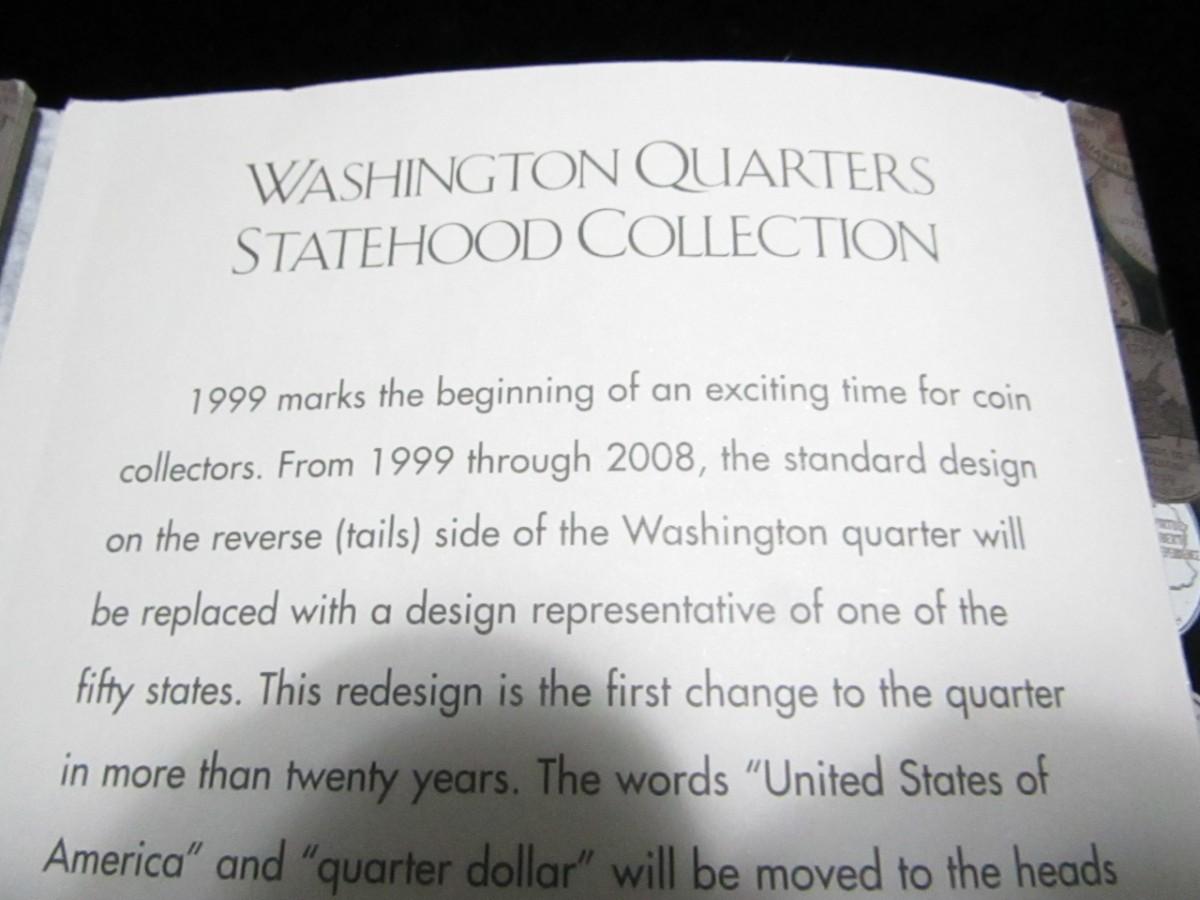 WASHINGTON QUARTERS
STATEHOOD COLLECTION
1999 marks the beginning of an exciting time for coin
collectors. From 1999 through 2008, the standard design
on the reverse (tails) side of the Washington quarter will
be replaced with a design representative of one of the
fifty states. This redesign is the first change to the quarter
in more than twenty years. The words “United States of
America” and “quarter dollar” will be moved to the heads